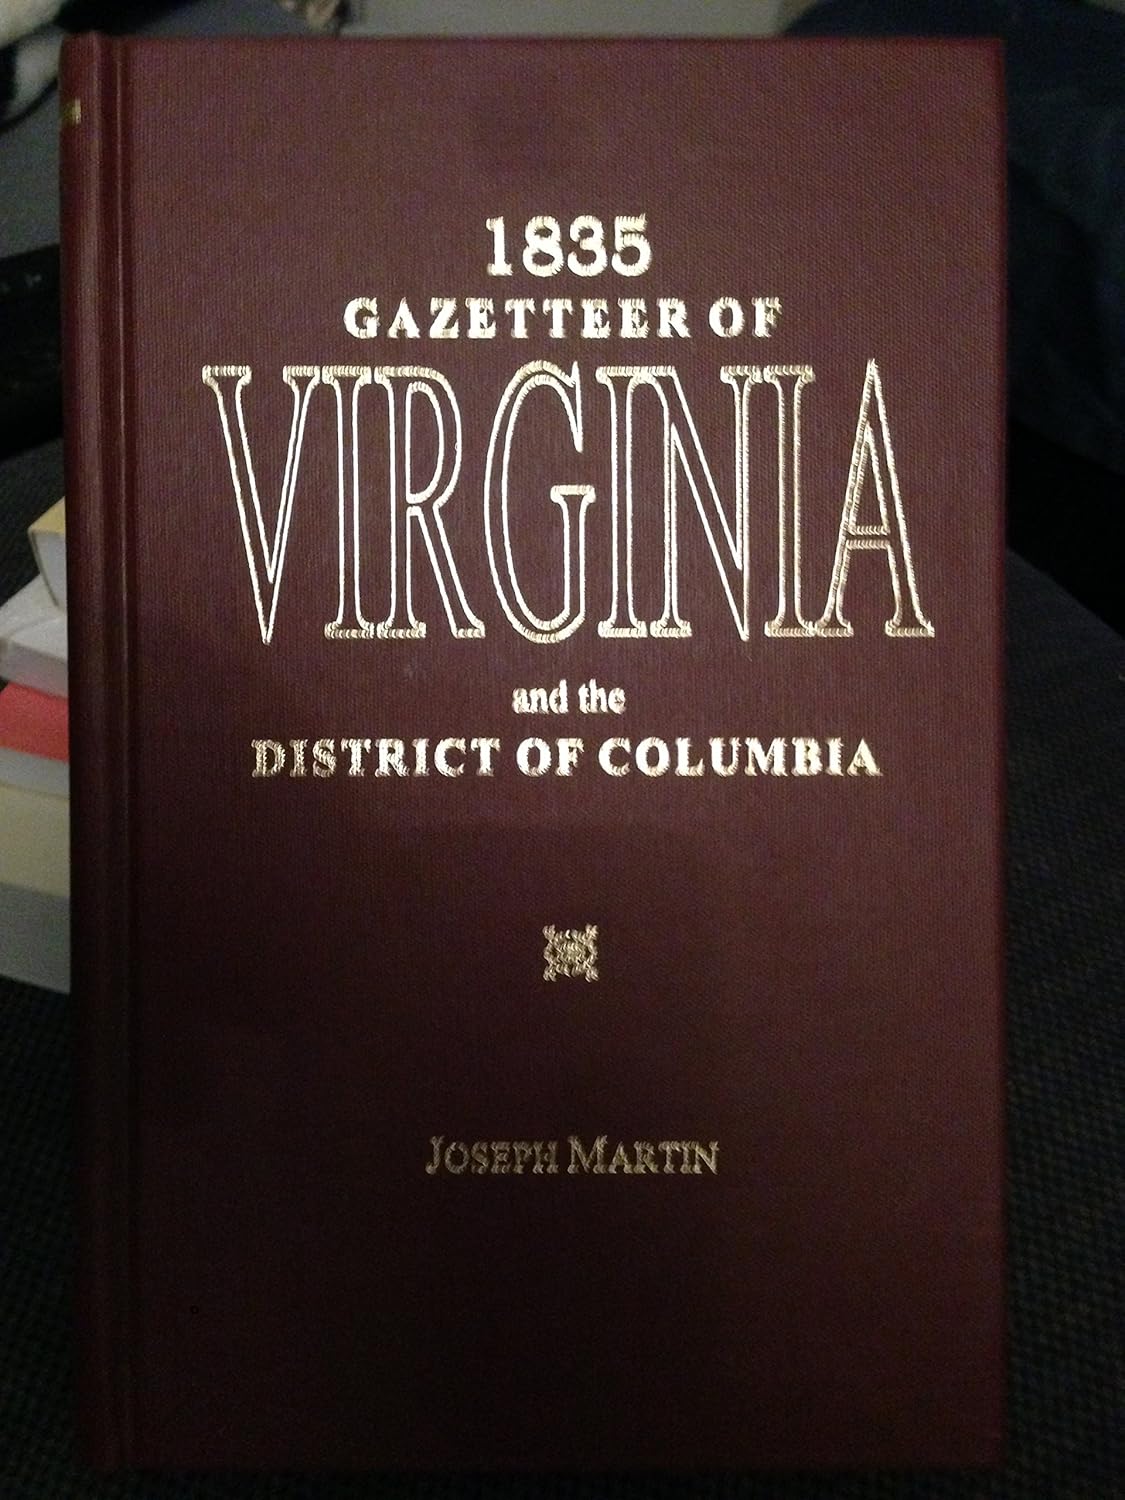 1835
GAZETTEER OF
VIRGINIA
and the
DISTRICT OF COLUMBIA
JOSEPH MARTIN